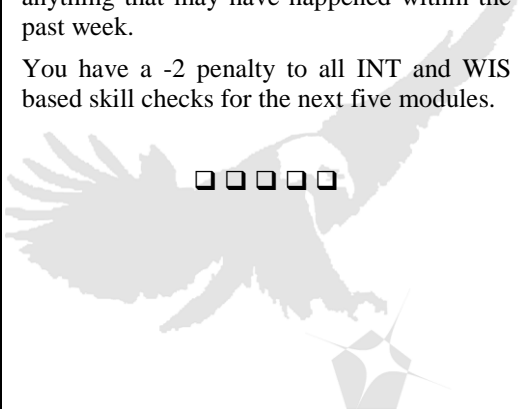 anything that may have happened within the
past week.
You have a -2 penalty to all INT and WIS
based skill checks for the next five modules.
❑ ❑ ❑ ❑ ❑